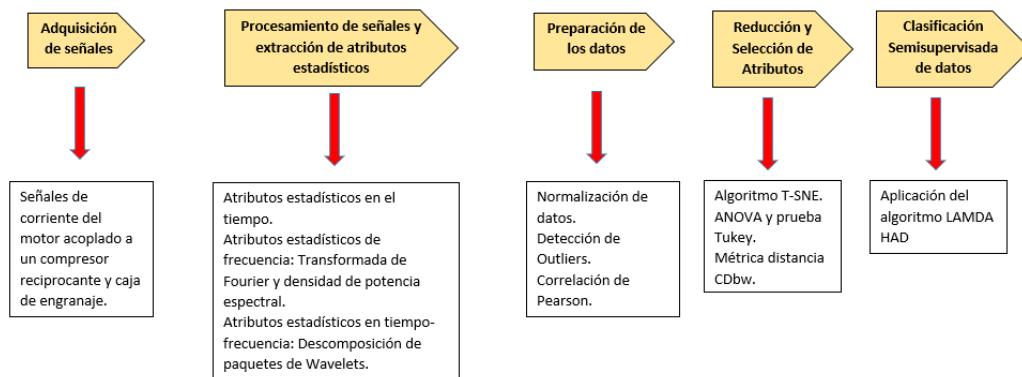 Adquisición
de señales
Procesamiento de señales y
extracción de atributos
estadísticos
Preparación de
los datos
Reducción y
Selección de
Atributos
Clasificación
Semisupervisada
de datos
Señales de
corriente del
motor acoplado a
un compresor
reciprocante y caja
de engranaje.
Atributos estadísticos en el
tiempo.
Atributos estadísticos de
frecuencia: Transformada de
Fourier y densidad de potencia
espectral.
Atributos estadísticos en tiempo-
frecuencia: Descomposición de
paquetes de Wavelets.
Normalización de
datos.
Detección de
Outliers.
Correlación de
Pearson.
Algoritmo T-SNE.
ANOVA y prueba
Tukey.
Métrica distancia
CDbw.
Aplicación del
algoritmo LAMDA
HAD